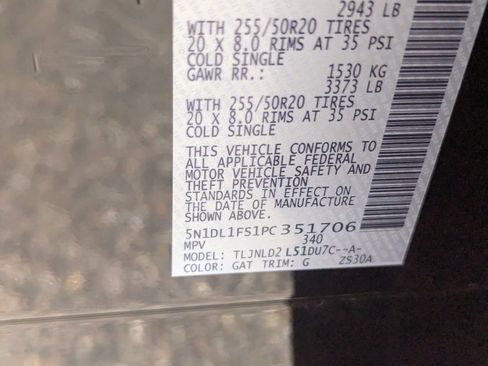 2943 LB
WITH 255/50R20 TIRES
20 X 8.0 RIMS AT 35 PSI
COLD SINGLE
GAWR RR.: 1530 KG
3373 LB
WITH 255/50R20 TIRES
20 X 8.0 RIMS AT 35 PSI
COLD SINGLE
THIS VEHICLE CONFORMS TO
ALL APPLICABLE FEDERAL
MOTOR VEHICLE SAFETY AND
THEFT PREVENTION
STANDARDS IN EFFECT ON
THE DATE OF MANUFACTURE
SHOWN ABOVE.
5N1DL1FS1PC351706
MPV 340
MODEL: TLJNLD2 L51DU7C--A-
COLOR: GAT TRIM: G ZS30A